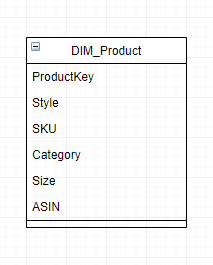 DIM_Product
ProductKey
Style
SKU
Category
Size
ASIN